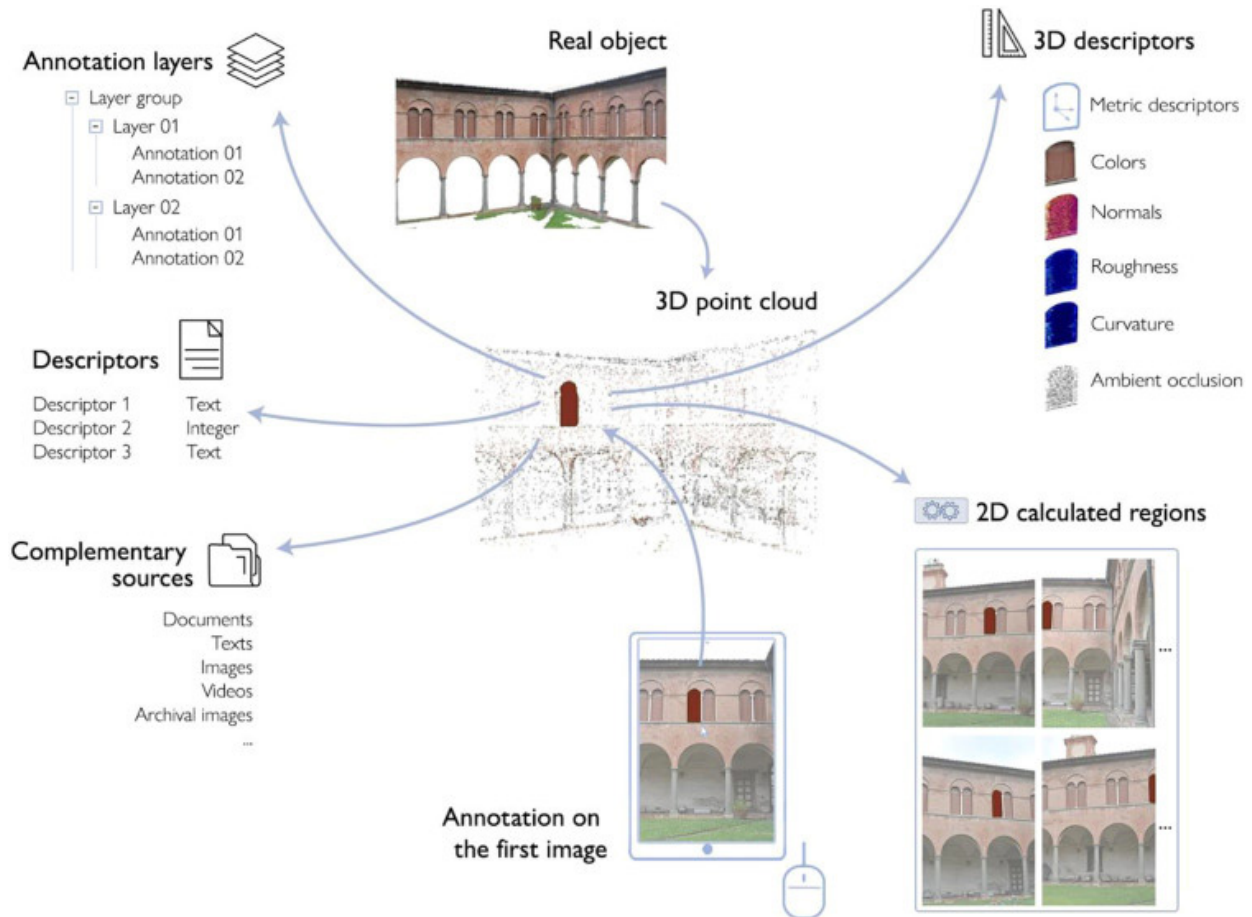 Annotation layers
Layer group
Layer 01
Annotation 01
Annotation 02
Layer 02
Annotation 01
Annotation 02
Real object
3D point cloud
3D descriptors
Metric descriptors
Colors
Normals
Roughness
Curvature
Ambient occlusion
Descriptors
Descriptor 1 Text
Descriptor 2 Integer
Descriptor 3 Text
Complementary
sources
Documents
Texts
Images
Videos
Archival images
...
Annotation on
the first image
2D calculated regions
...
...